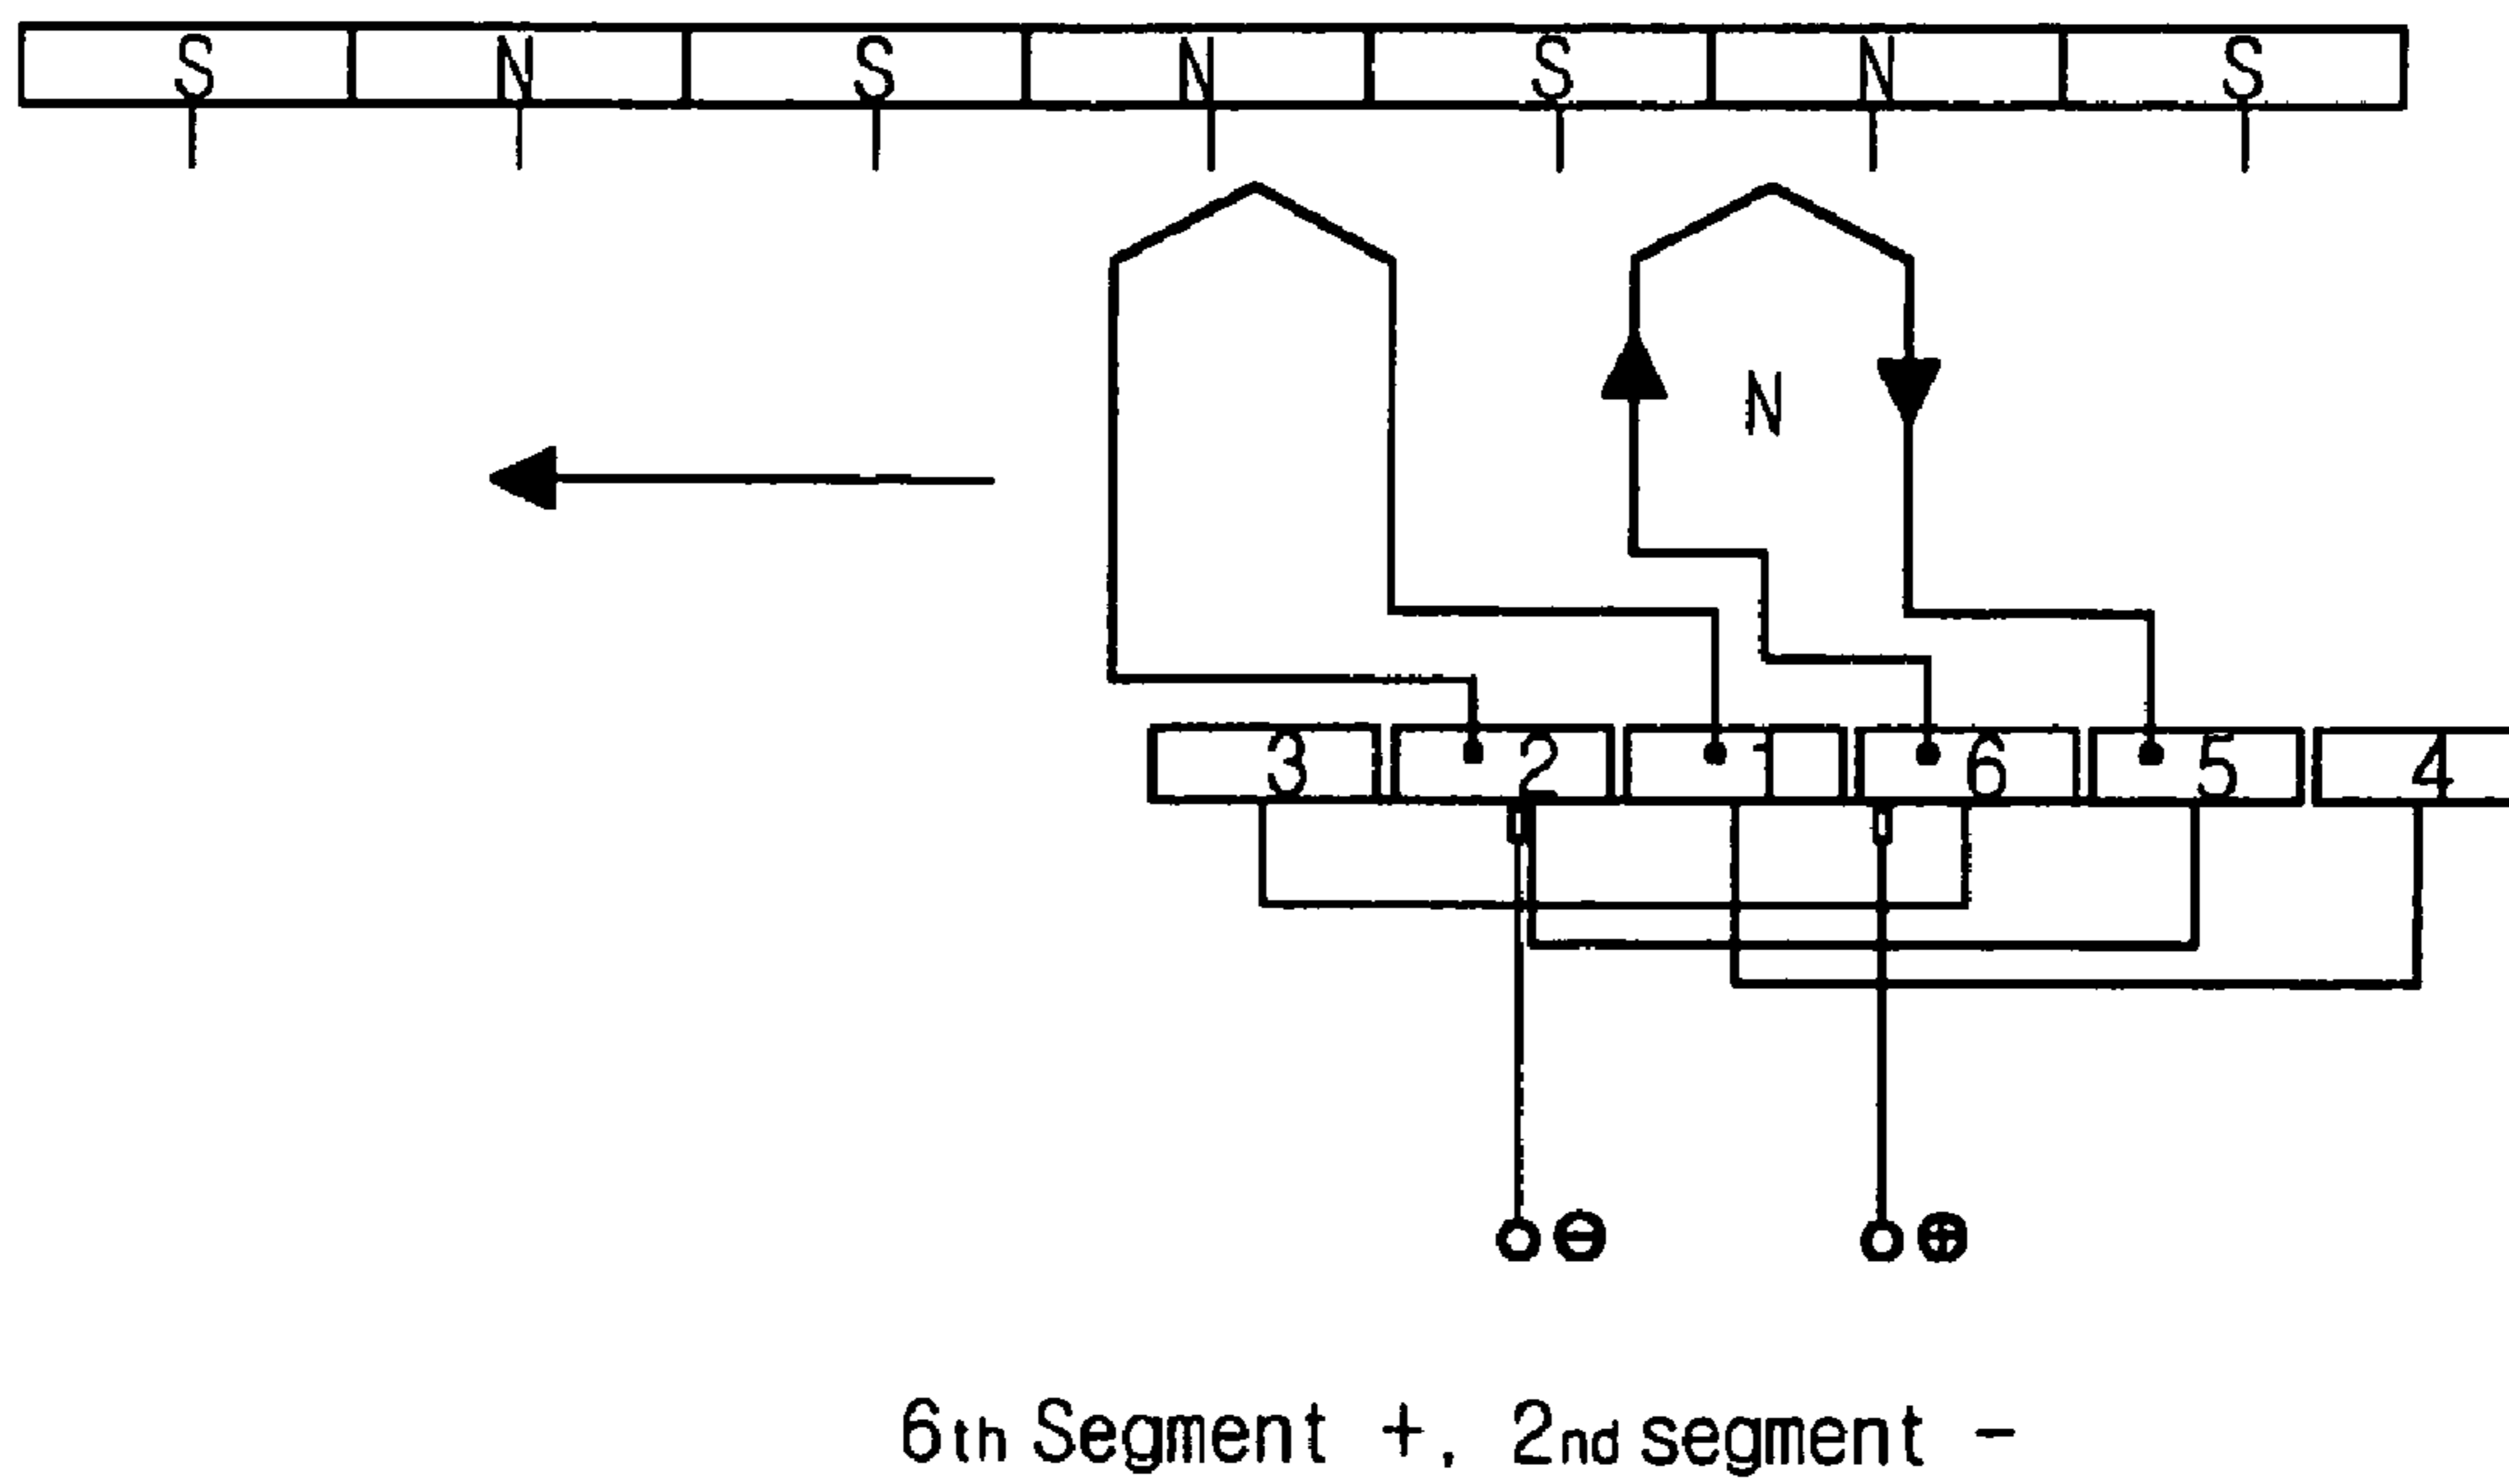 S N S N S N S
N
3 2 1 6 5 4
⊖ ⊕
6th Segment +, 2nd segment -